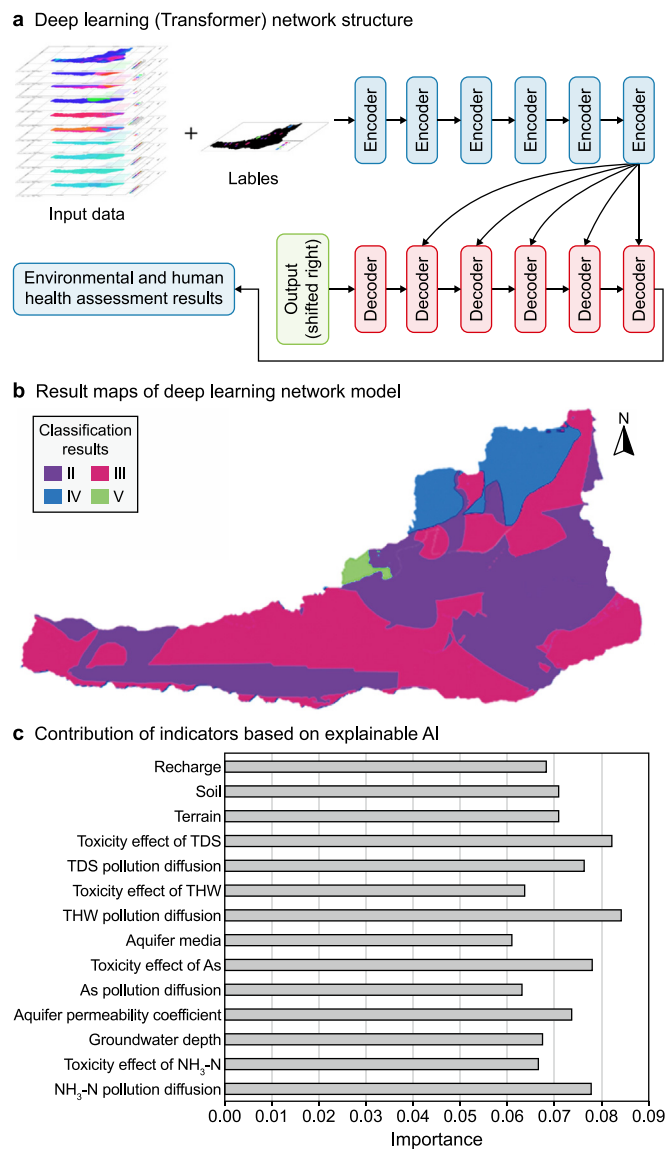 a Deep learning (Transformer) network structure
+
Input data
Lables
Encoder
Encoder
Encoder
Encoder
Encoder
Encoder
Environmental and human
health assessment results
Output
(shifted right)
Decoder
Decoder
Decoder
Decoder
Decoder
Decoder
b Result maps of deep learning network model
Classification
results
II III
IV V
N
c Contribution of indicators based on explainable AI
Recharge
Soil
Terrain
Toxicity effect of TDS
TDS pollution diffusion
Toxicity effect of THW
THW pollution diffusion
Aquifer media
Toxicity effect of As
As pollution diffusion
Aquifer permeability coefficient
Groundwater depth
Toxicity effect of NH₃-N
NH₃-N pollution diffusion
0.00 0.01 0.02 0.03 0.04 0.05 0.06 0.07 0.08 0.09
Importance